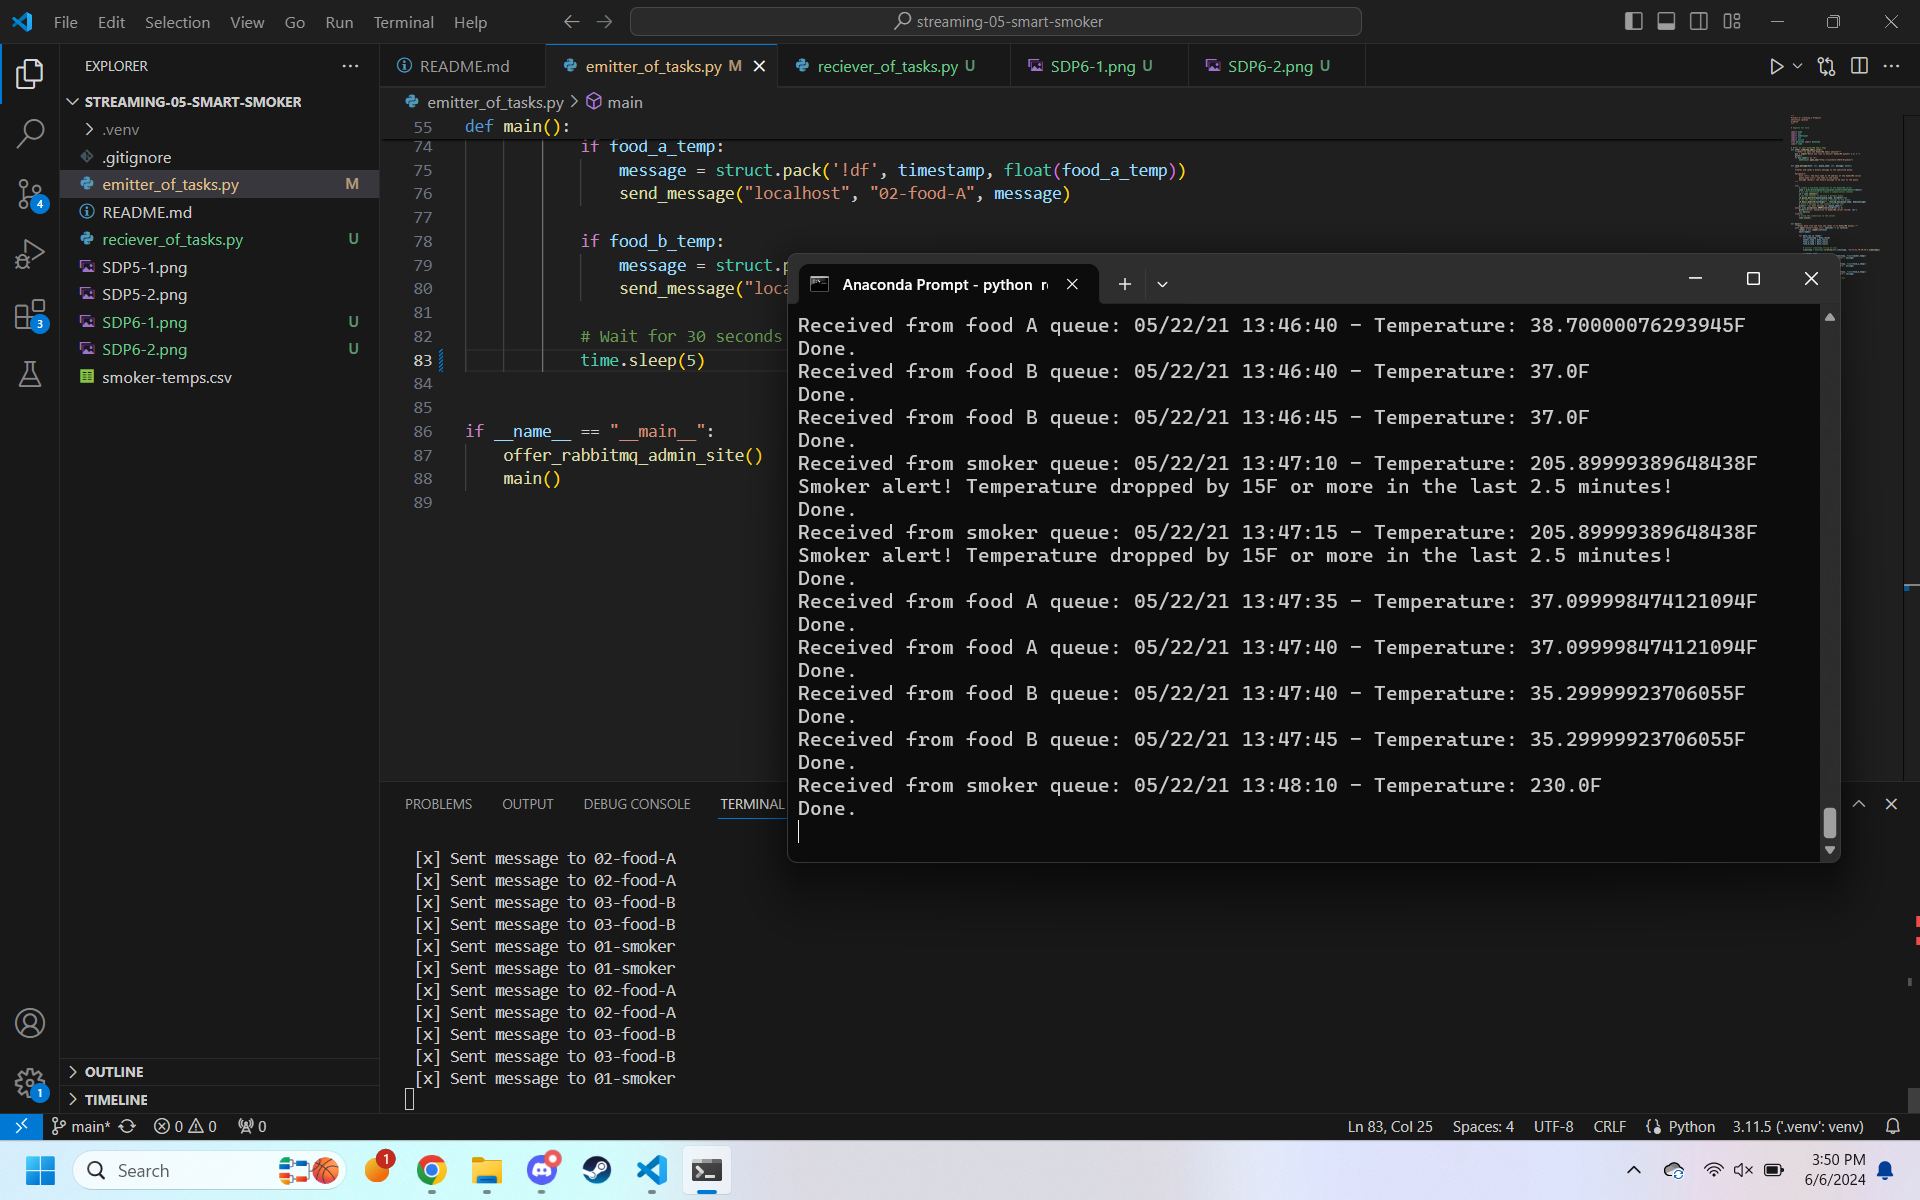 File Edit Selection View Go Run Terminal Help
streaming-05-smart-smoker
EXPLORER
STREAMING-05-SMART-SMOKER
.venv
.gitignore
emitter_of_tasks.py M
README.md
reciever_of_tasks.py U
SDP5-1.png
SDP5-2.png
SDP6-1.png U
SDP6-2.png U
smoker-temps.csv
OUTLINE
TIMELINE
4
3
1
README.md
emitter_of_tasks.py M
reciever_of_tasks.py U
SDP6-1.png U
SDP6-2.png U
emitter_of_tasks.py > main
55 def main():
74 if food_a_temp:
75 message = struct.pack('!df', timestamp, float(food_a_temp))
76 send_message("localhost", "02-food-A", message)
77
78 if food_b_temp:
79 message = struct.
80 send_message("loc
81
82 # Wait for 30 seconds
83 time.sleep(5)
84
85
86 if __name__ == "__main__":
87 offer_rabbitmq_admin_site()
88 main()
89
Anaconda Prompt - python
Received from food A queue: 05/22/21 13:46:40 - Temperature: 38.70000076293945F
Done.
Received from food B queue: 05/22/21 13:46:40 - Temperature: 37.0F
Done.
Received from food B queue: 05/22/21 13:46:45 - Temperature: 37.0F
Done.
Received from smoker queue: 05/22/21 13:47:10 - Temperature: 205.89999389648438F
Smoker alert! Temperature dropped by 15F or more in the last 2.5 minutes!
Done.
Received from smoker queue: 05/22/21 13:47:15 - Temperature: 205.89999389648438F
Smoker alert! Temperature dropped by 15F or more in the last 2.5 minutes!
Done.
Received from food A queue: 05/22/21 13:47:35 - Temperature: 37.099998474121094F
Done.
Received from food A queue: 05/22/21 13:47:40 - Temperature: 37.099998474121094F
Done.
Received from food B queue: 05/22/21 13:47:40 - Temperature: 35.29999923706055F
Done.
Received from food B queue: 05/22/21 13:47:45 - Temperature: 35.29999923706055F
Done.
Received from smoker queue: 05/22/21 13:48:10 - Temperature: 230.0F
Done.
PROBLEMS OUTPUT DEBUG CONSOLE TERMINAL
[x] Sent message to 02-food-A
[x] Sent message to 02-food-A
[x] Sent message to 03-food-B
[x] Sent message to 03-food-B
[x] Sent message to 01-smoker
[x] Sent message to 01-smoker
[x] Sent message to 02-food-A
[x] Sent message to 02-food-A
[x] Sent message to 03-food-B
[x] Sent message to 03-food-B
[x] Sent message to 01-smoker
main* 0 0 0
Ln 83, Col 25 Spaces: 4 UTF-8 CRLF Python 3.11.5 ('.venv': venv)
Search
1
3:50 PM
6/6/2024